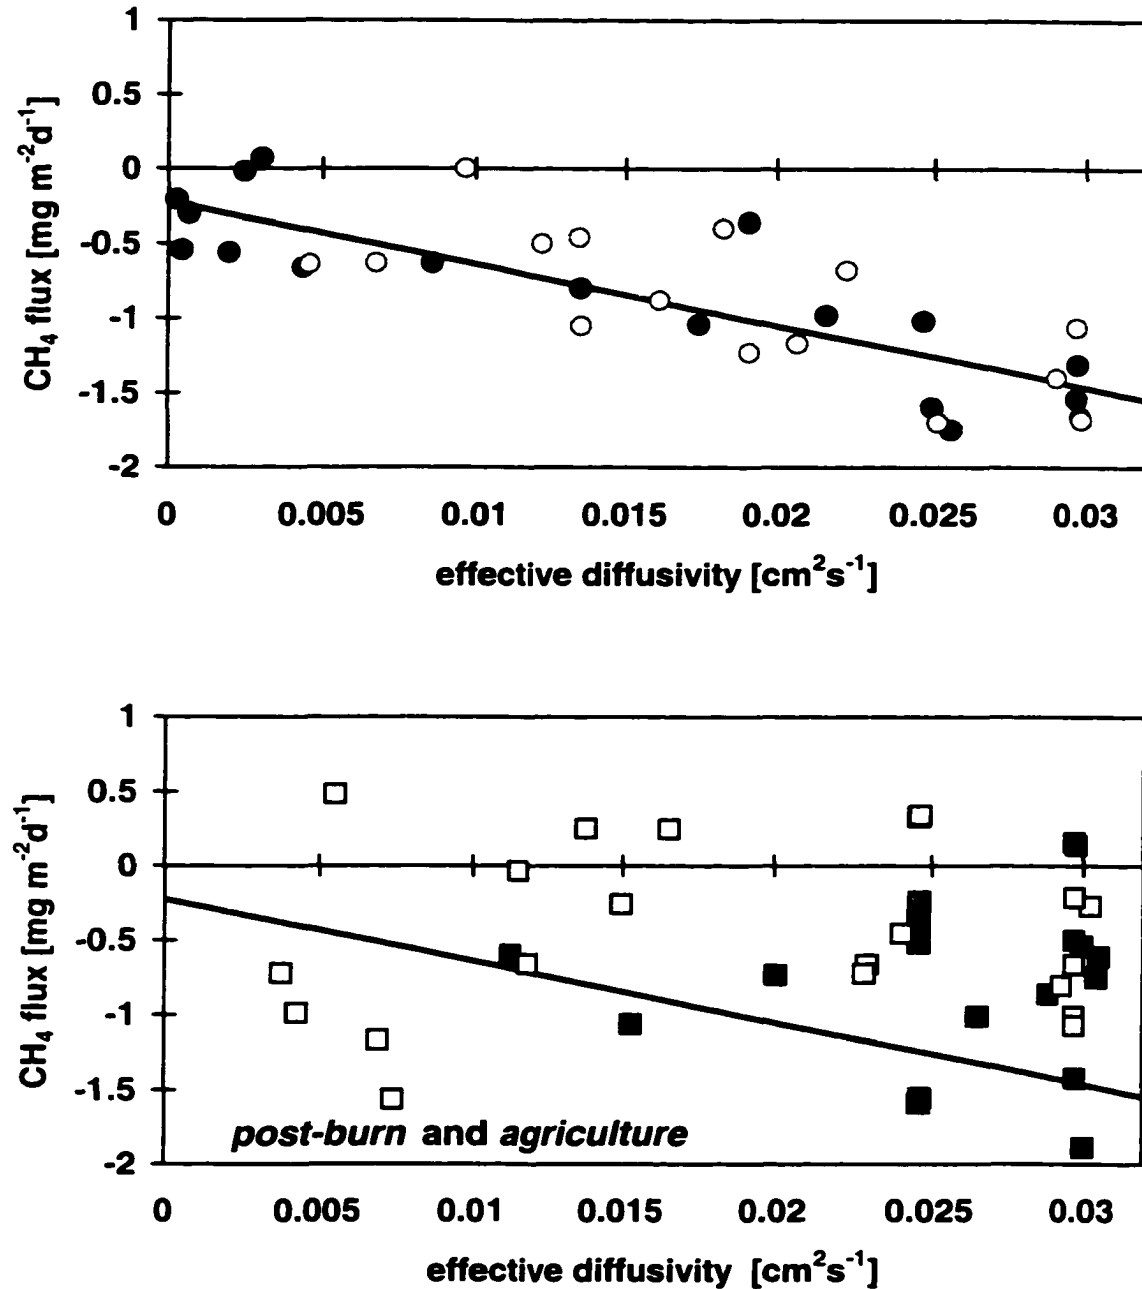 1
0.5
0
-0.5
-1
-1.5
-2
CH₄ flux [mg m⁻²d⁻¹]
0 0.005 0.01 0.015 0.02 0.025 0.03
effective diffusivity [cm²s⁻¹]
1
0.5
0
-0.5
-1
-1.5
-2
CH₄ flux [mg m⁻²d⁻¹]
post-burn and agriculture
0 0.005 0.01 0.015 0.02 0.025 0.03
effective diffusivity [cm²s⁻¹]